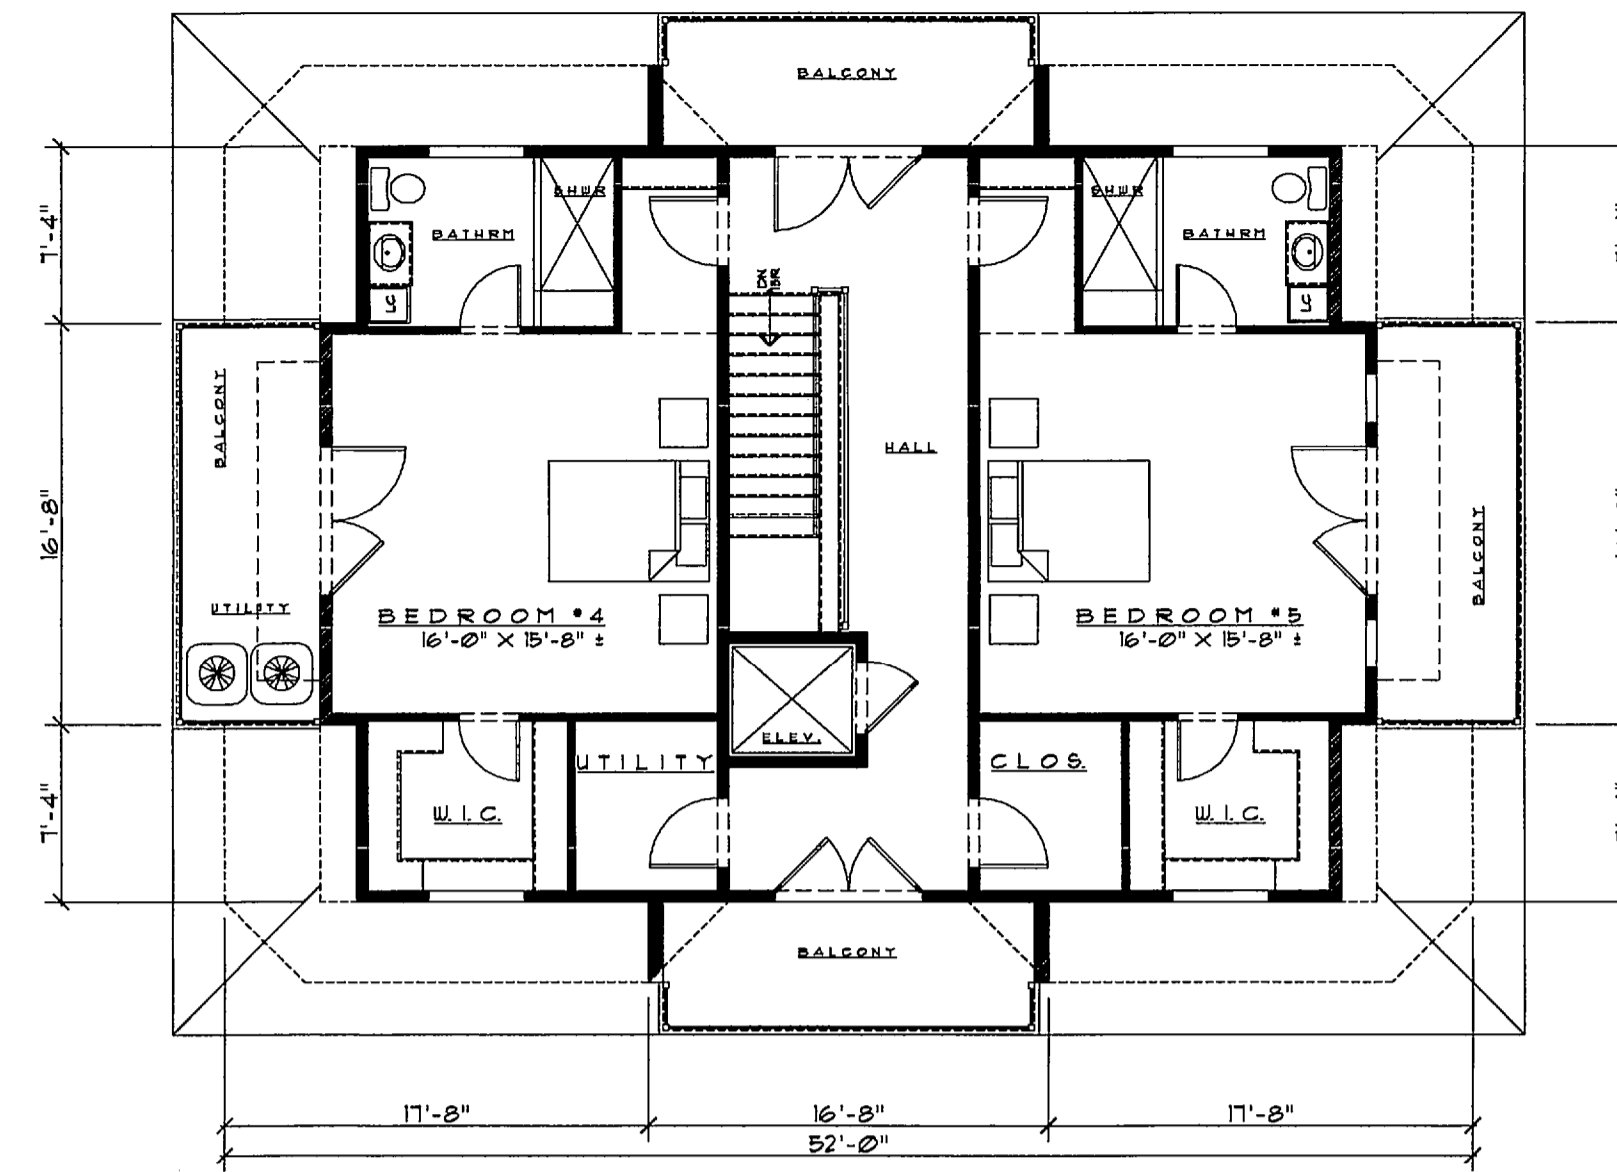 BALCONY
SHWR
SHWR
7'-4"
BATHRM
BATHRM
DN
LC
BALCONY
HALL
16'-8"
BALCONY
UTILITY
BEDROOM #4
16'-0" X 15'-8" ±
BEDROOM #5
16'-0" X 15'-8" ±
ELEV.
UTILITY
CLOS.
7'-4"
W.I.C.
W.I.C.
BALCONY
17'-8"
16'-8"
17'-8"
52'-0"